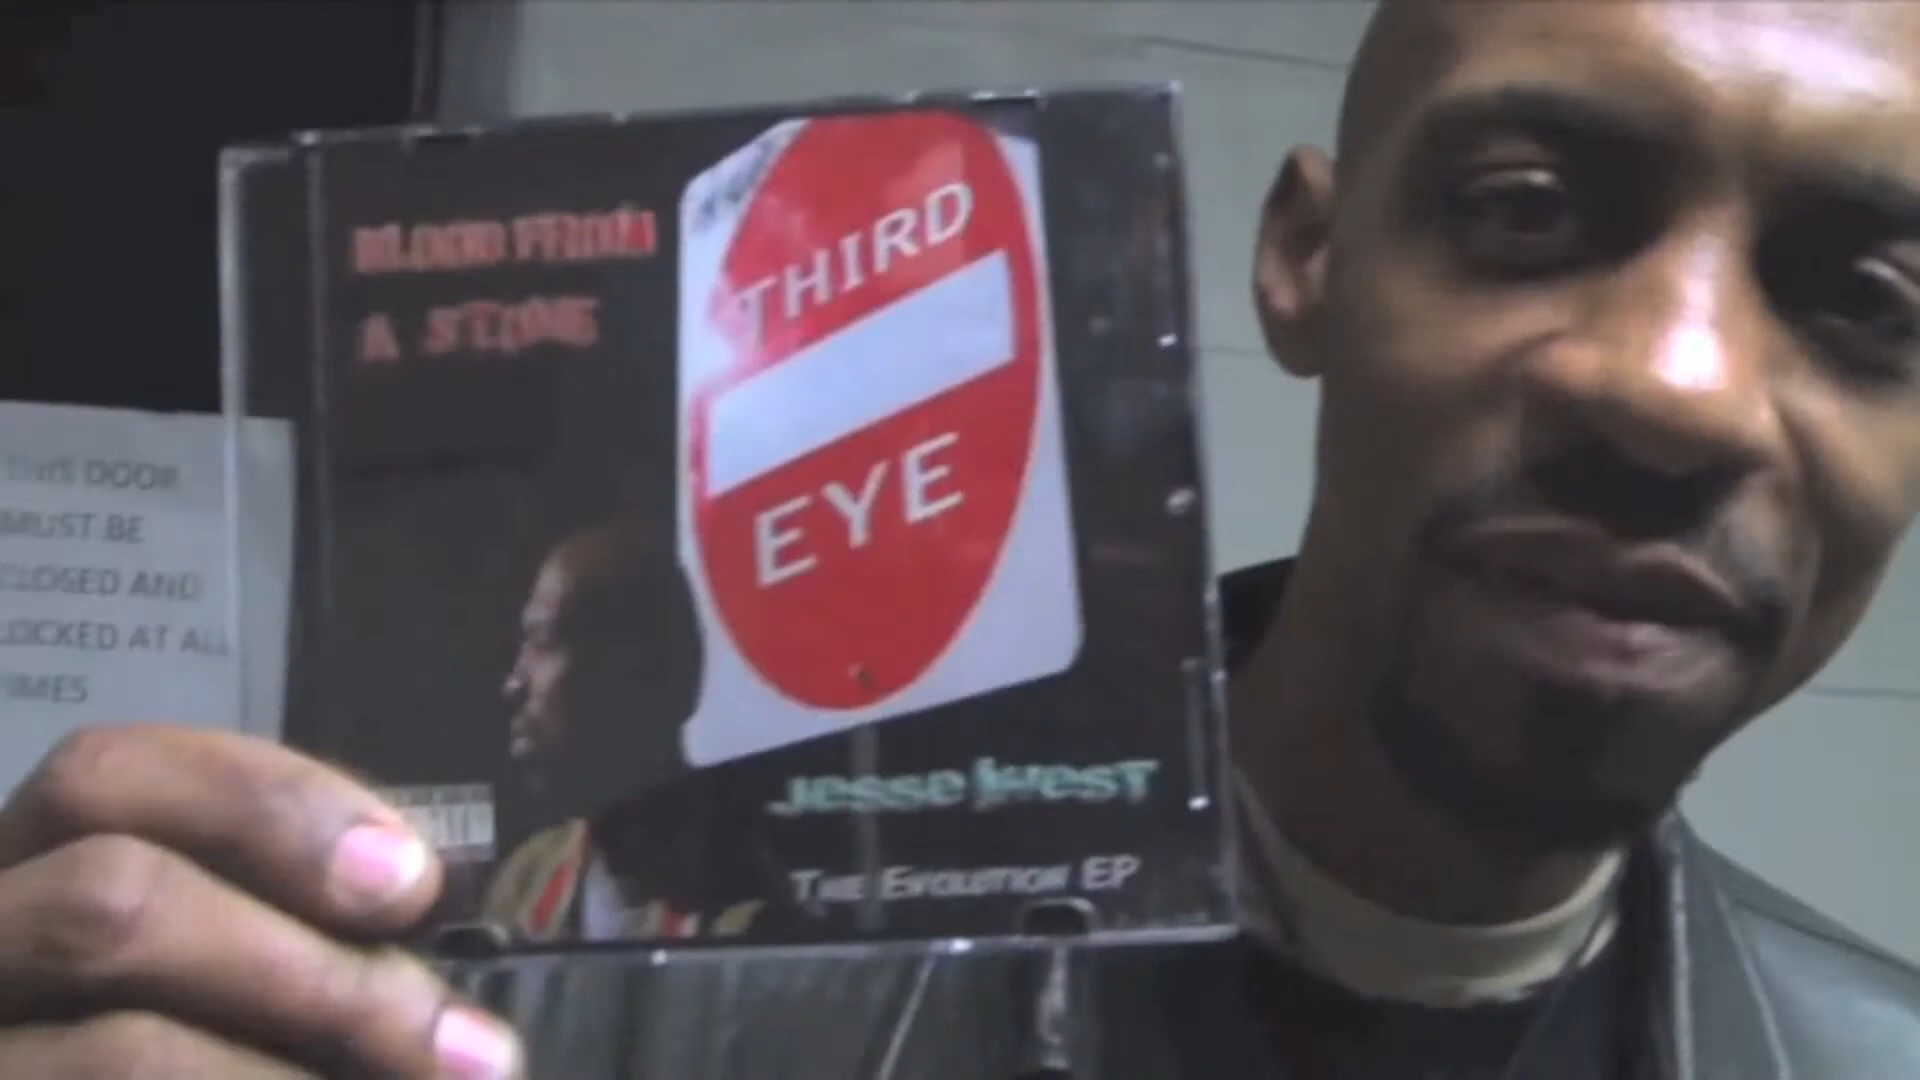 BLOOD FROM
A STONE
THIRD
EYE
Jesse West
THE EVOLUTION EP
THIS DOOR
MUST BE
CLOSED AND
LOCKED AT ALL
TIMES